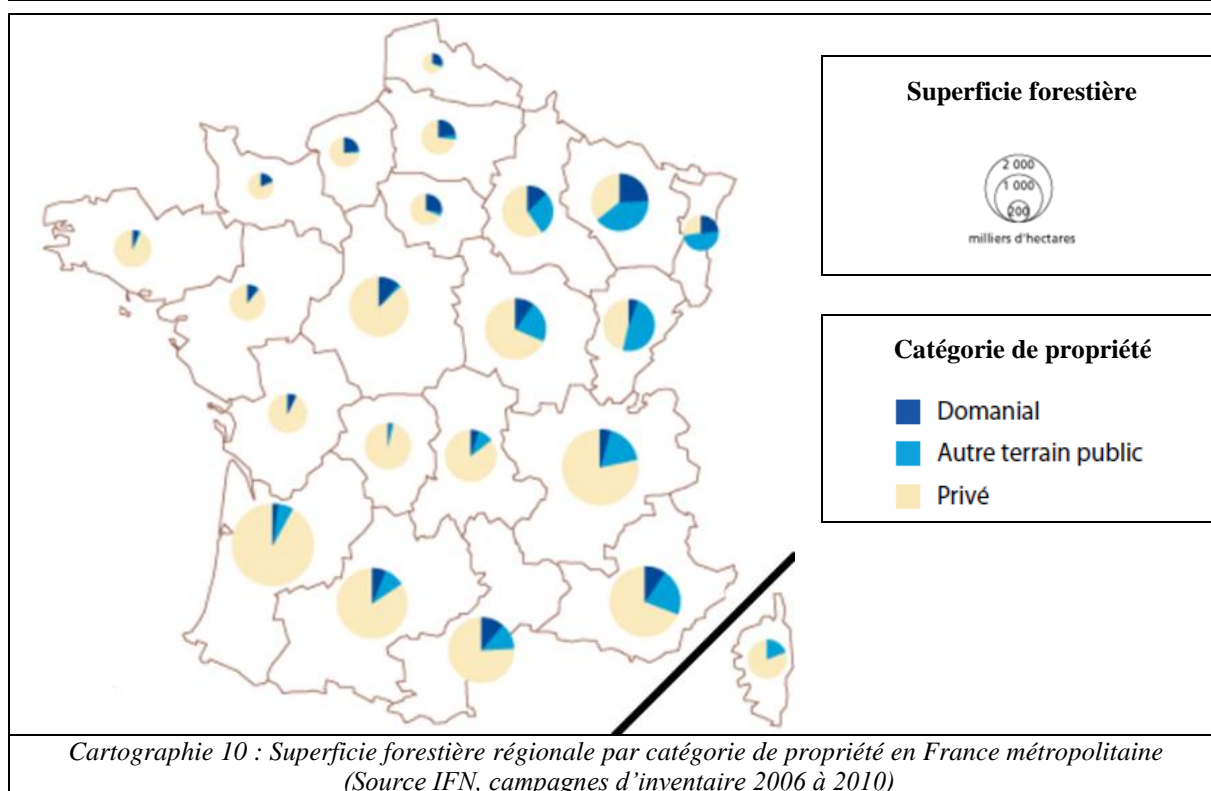 Superficie forestière
2 000
1 000
200
milliers d'hectares
Catégorie de propriété
Domanial
Autre terrain public
Privé
Cartographie 10 : Superficie forestière régionale par catégorie de propriété en France métropolitaine
(Source IFN, campagnes d'inventaire 2006 à 2010)